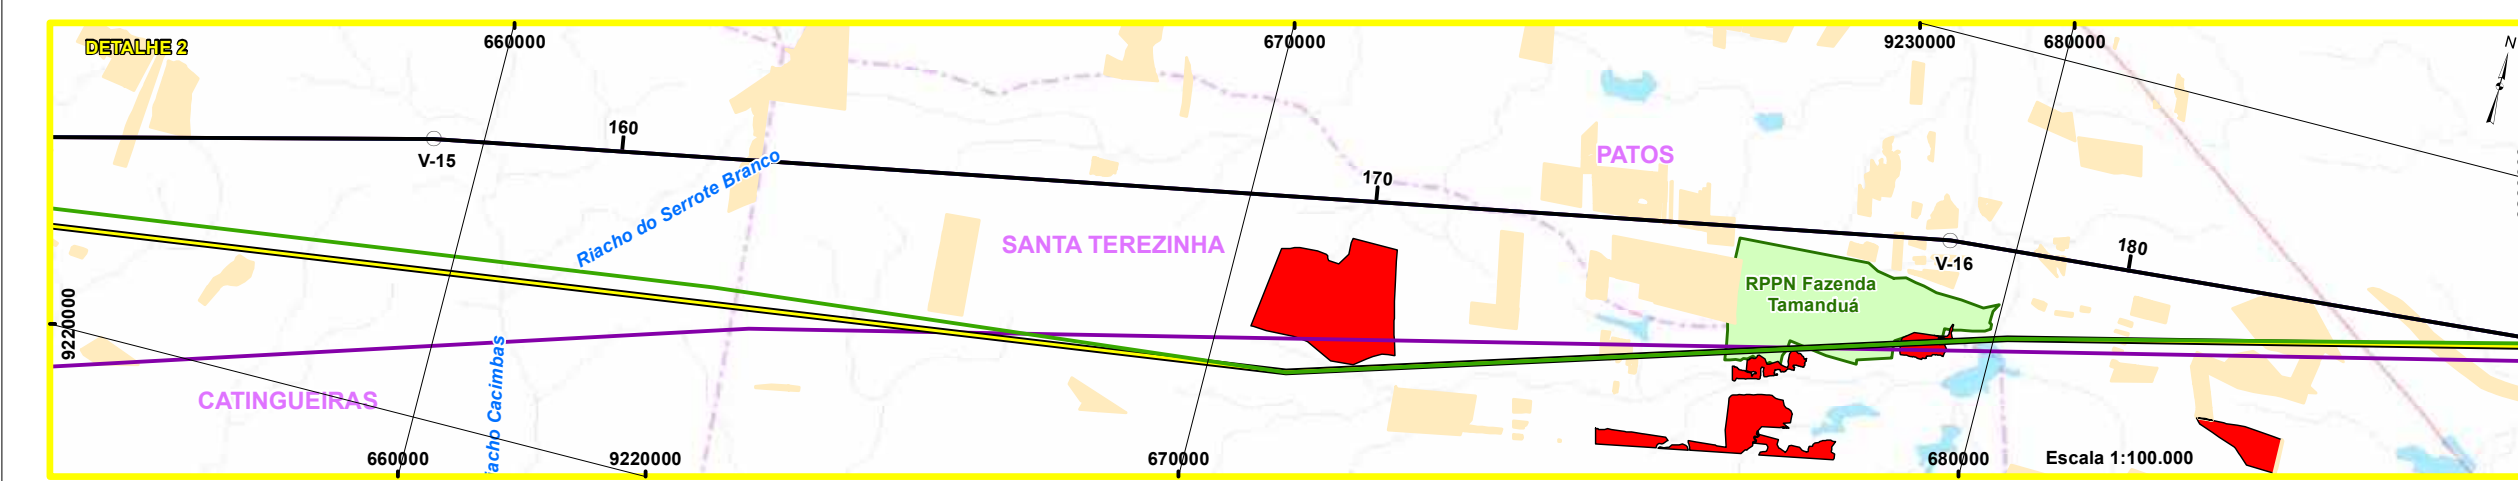 DETALHE 2
660000
670000
9230000
680000
N
160
V-15
Riacho do Serrote Branco
PATOS
170
SANTA TEREZINHA
V-16
180
RPPN Fazenda
Tamanduá
9220000
CATINGUEIRAS
iacho Cacimbas
660000
9220000
670000
680000
Escala 1:100.000